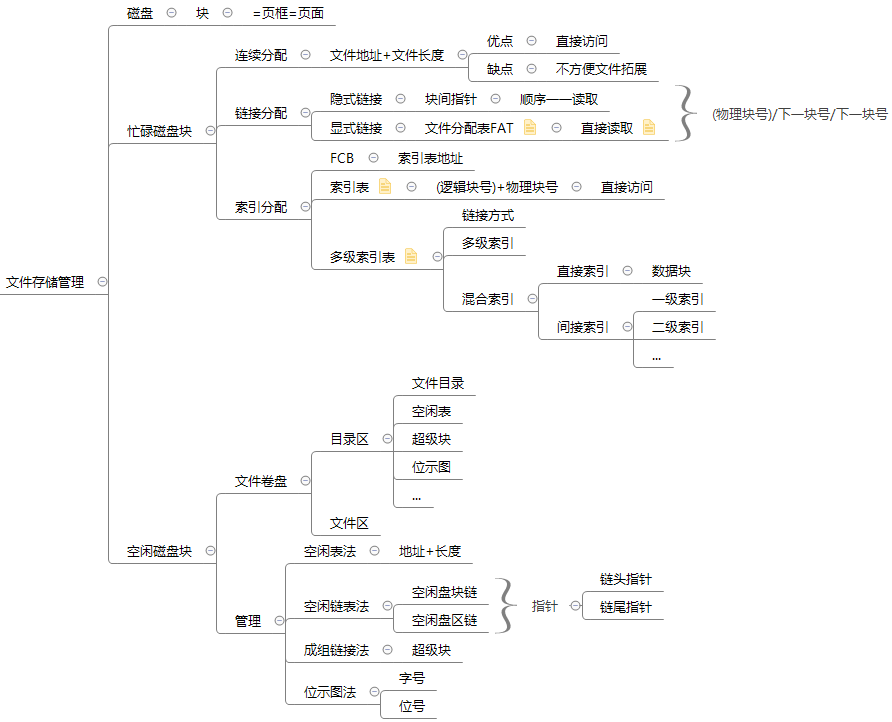 磁盘 块 =页框=页面
连续分配 文件地址+文件长度
优点 直接访问
缺点 不方便文件拓展
链接分配
隐式链接 块间指针 顺序一一读取
显式链接 文件分配表FAT 直接读取
(物理块号)/下一块号/下一块号
忙碌磁盘块
索引分配
FCB 索引表地址
索引表 (逻辑块号)+物理块号 直接访问
多级索引表
链接方式
多级索引
混合索引
直接索引 数据块
间接索引
一级索引
二级索引
...
文件存储管理
文件目录
空闲表
目录区
超级块
位示图
...
文件卷盘
文件区
空闲磁盘块
空闲表法 地址+长度
空闲链表法
空闲盘块链
空闲盘区链
指针
链头指针
链尾指针
管理
成组链接法 超级块
位示图法
字号
位号